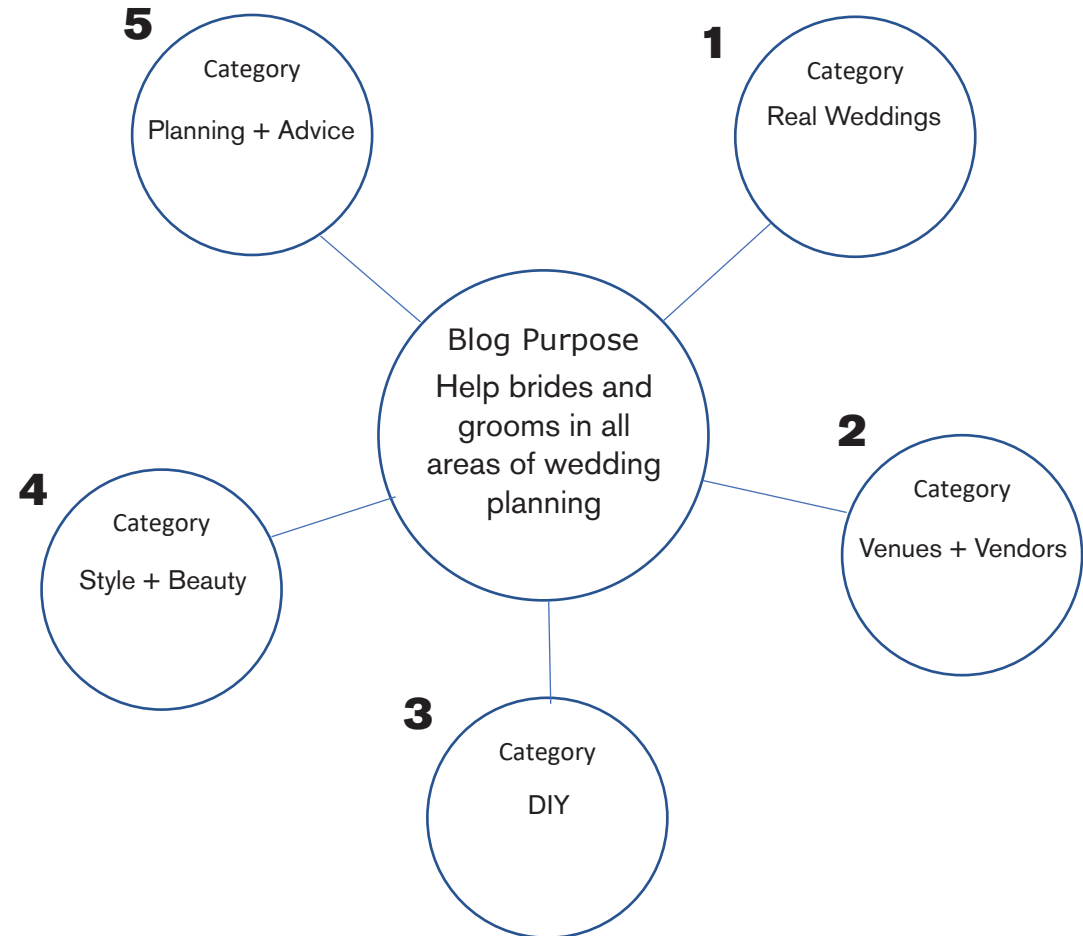 5
Category
Planning + Advice
1
Category
Real Weddings
Blog Purpose
Help brides and
grooms in all
areas of wedding
planning
2
Category
Venues + Vendors
4
Category
Style + Beauty
3
Category
DIY